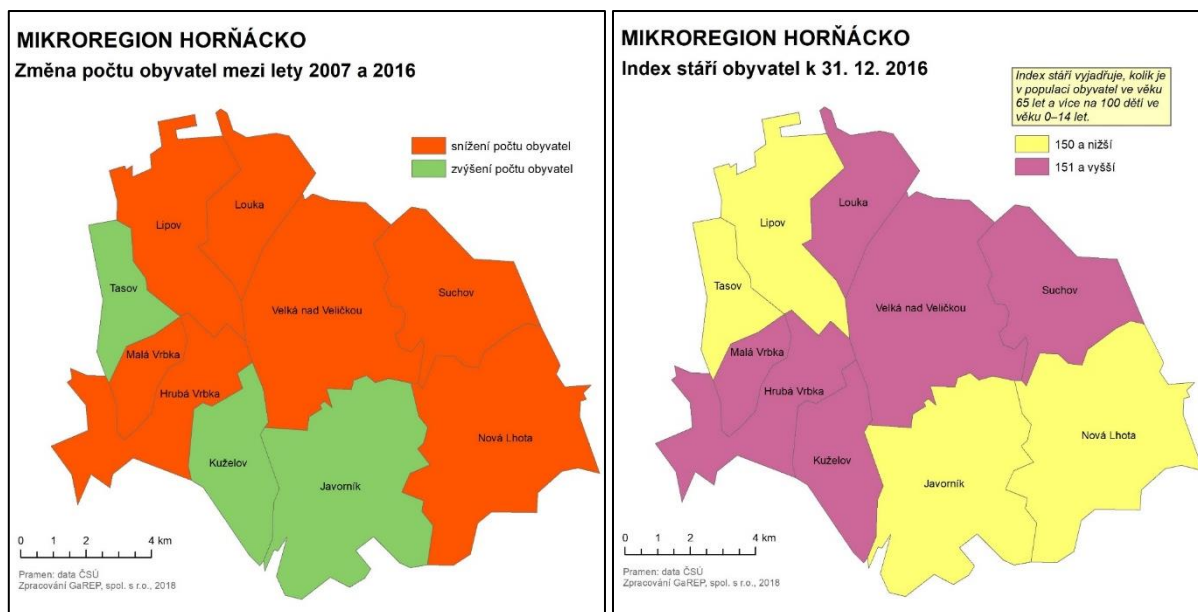 MIKROREGION HORŇÁCKO
Změna počtu obyvatel mezi lety 2007 a 2016
snížení počtu obyvatel
zvýšení počtu obyvatel
Louka
Lipov
Tasov
Suchov
Velká nad Veličkou
Malá Vrbka
Hrubá Vrbka
Nová Lhota
Kuželov
Javorník
0 1 2 4 km
Pramen: data ČSÚ
Zpracování GaREP, spol. s r.o., 2018
MIKROREGION HORŇÁCKO
Index stáří obyvatel k 31. 12. 2016
Index stáří vyjadřuje, kolik je
v populaci obyvatel ve věku
65 let a více na 100 dětí ve
věku 0–14 let.
150 a nižší
151 a vyšší
Louka
Lipov
Tasov
Suchov
Velká nad Veličkou
Malá Vrbka
Hrubá Vrbka
Nová Lhota
Kuželov
Javorník
0 1 2 4 km
Pramen: data ČSÚ
Zpracování GaREP, spol. s r.o., 2018